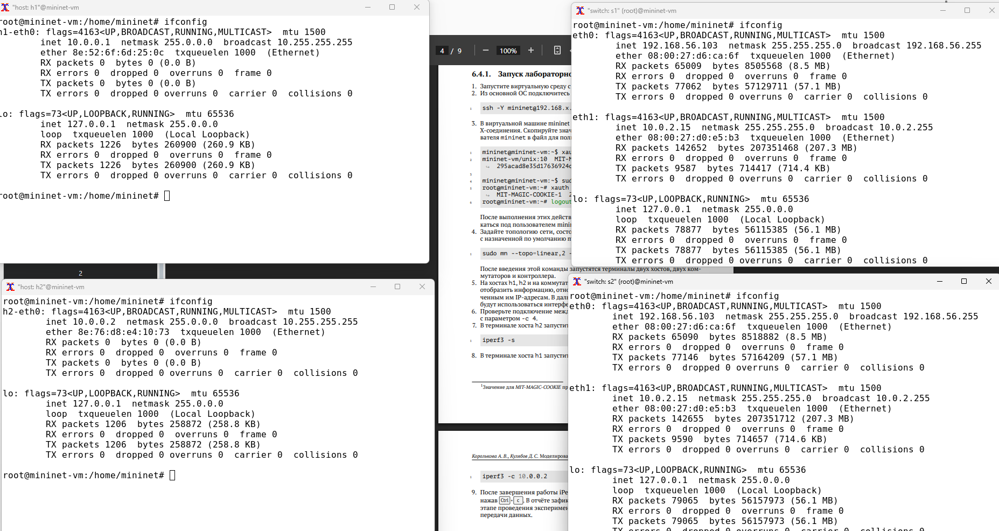 "host: h1"@mininet-vm
root@mininet-vm:/home/mininet# ifconfig
h1-eth0: flags=4163<UP,BROADCAST,RUNNING,MULTICAST>  mtu 1500
inet 10.0.0.1  netmask 255.0.0.0  broadcast 10.255.255.255
ether 8e:52:6f:6d:25:0c  txqueuelen 1000  (Ethernet)
RX packets 0  bytes 0 (0.0 B)
RX errors 0  dropped 0  overruns 0  frame 0
TX packets 0  bytes 0 (0.0 B)
TX errors 0  dropped 0 overruns 0  carrier 0  collisions 0
lo: flags=73<UP,LOOPBACK,RUNNING>  mtu 65536
inet 127.0.0.1  netmask 255.0.0.0
loop  txqueuelen 1000  (Local Loopback)
RX packets 1226  bytes 260900 (260.9 KB)
RX errors 0  dropped 0  overruns 0  frame 0
TX packets 1226  bytes 260900 (260.9 KB)
TX errors 0  dropped 0 overruns 0  carrier 0  collisions 0
root@mininet-vm:/home/mininet#
2
"host: h2"@mininet-vm
root@mininet-vm:/home/mininet# ifconfig
h2-eth0: flags=4163<UP,BROADCAST,RUNNING,MULTICAST>  mtu 1500
inet 10.0.0.2  netmask 255.0.0.0  broadcast 10.255.255.255
ether 8e:76:d8:e4:10:73  txqueuelen 1000  (Ethernet)
RX packets 0  bytes 0 (0.0 B)
RX errors 0  dropped 0  overruns 0  frame 0
TX packets 0  bytes 0 (0.0 B)
TX errors 0  dropped 0 overruns 0  carrier 0  collisions 0
lo: flags=73<UP,LOOPBACK,RUNNING>  mtu 65536
inet 127.0.0.1  netmask 255.0.0.0
loop  txqueuelen 1000  (Local Loopback)
RX packets 1206  bytes 258872 (258.8 KB)
RX errors 0  dropped 0  overruns 0  frame 0
TX packets 1206  bytes 258872 (258.8 KB)
TX errors 0  dropped 0 overruns 0  carrier 0  collisions 0
root@mininet-vm:/home/mininet#
4 / 9 — 100% +
6.4.1. Запуск лабораторно
1. Запустите виртуальную среду с
2. Из основной ОС подключитесь
1 ssh -Y mininet@192.168.x.
3. В виртуальной машине mininet
X-соединения. Скопируйте знач
вателя mininet в файл для пол
1 mininet@mininet-vm:~$ xau
2 mininet-vm/unix:10  MIT-M
↪ 295acad8e35d17636924c
3
4 mininet@mininet-vm:~$ sud
5 root@mininet-vm:~# xauth
↪ MIT-MAGIC-COOKIE-1  2
6 root@mininet-vm:~# logout
После выполнения этих действ
каться под пользователем minin
4. Задайте топологию сети, состо
с назначенной по умолчанию m
1 sudo mn --topo=linear,2 -
После введения этой команды запустятся терминалы двух хостов, двух ком-
мутаторов и контроллера.
5. На хостах h1, h2 и на коммутат
отобразить информацию, отно
ченным им IP-адресам. В даль
будут использоваться интерфе
6. Проверьте подключение межд
с параметром -c 4.
7. В терминале хоста h2 запустит
1 iperf3 -s
8. В терминале хоста h1 запустит
1Значение для MIT-MAGIC-COOKIE пр
Королькова А. В., Кулябов Д. С. Моделирова
1 iperf3 -c 10.0.0.2
9. После завершения работы iPe
нажав Ctrl + c . В отчёте зафик
этапе проведения эксперимен
передачи данных.
"switch: s1" (root)@mininet-vm
root@mininet-vm:/home/mininet# ifconfig
eth0: flags=4163<UP,BROADCAST,RUNNING,MULTICAST>  mtu 1500
inet 192.168.56.103  netmask 255.255.255.0  broadcast 192.168.56.255
ether 08:00:27:d6:ca:6f  txqueuelen 1000  (Ethernet)
RX packets 65009  bytes 8505568 (8.5 MB)
RX errors 0  dropped 0  overruns 0  frame 0
TX packets 77062  bytes 57129711 (57.1 MB)
TX errors 0  dropped 0 overruns 0  carrier 0  collisions 0
eth1: flags=4163<UP,BROADCAST,RUNNING,MULTICAST>  mtu 1500
inet 10.0.2.15  netmask 255.255.255.0  broadcast 10.0.2.255
ether 08:00:27:d0:e5:b3  txqueuelen 1000  (Ethernet)
RX packets 142652  bytes 207351468 (207.3 MB)
RX errors 0  dropped 0  overruns 0  frame 0
TX packets 9587  bytes 714417 (714.4 KB)
TX errors 0  dropped 0 overruns 0  carrier 0  collisions 0
lo: flags=73<UP,LOOPBACK,RUNNING>  mtu 65536
inet 127.0.0.1  netmask 255.0.0.0
loop  txqueuelen 1000  (Local Loopback)
RX packets 78877  bytes 56115385 (56.1 MB)
RX errors 0  dropped 0  overruns 0  frame 0
TX packets 78877  bytes 56115385 (56.1 MB)
TX errors 0  dropped 0 overruns 0  carrier 0  collisions 0
"switch: s2" (root)@mininet-vm
root@mininet-vm:/home/mininet# ifconfig
eth0: flags=4163<UP,BROADCAST,RUNNING,MULTICAST>  mtu 1500
inet 192.168.56.103  netmask 255.255.255.0  broadcast 192.168.56.255
ether 08:00:27:d6:ca:6f  txqueuelen 1000  (Ethernet)
RX packets 65090  bytes 8518882 (8.5 MB)
RX errors 0  dropped 0  overruns 0  frame 0
TX packets 77146  bytes 57164209 (57.1 MB)
TX errors 0  dropped 0 overruns 0  carrier 0  collisions 0
eth1: flags=4163<UP,BROADCAST,RUNNING,MULTICAST>  mtu 1500
inet 10.0.2.15  netmask 255.255.255.0  broadcast 10.0.2.255
ether 08:00:27:d0:e5:b3  txqueuelen 1000  (Ethernet)
RX packets 142655  bytes 207351712 (207.3 MB)
RX errors 0  dropped 0  overruns 0  frame 0
TX packets 9590  bytes 714657 (714.6 KB)
TX errors 0  dropped 0 overruns 0  carrier 0  collisions 0
lo: flags=73<UP,LOOPBACK,RUNNING>  mtu 65536
inet 127.0.0.1  netmask 255.0.0.0
loop  txqueuelen 1000  (Local Loopback)
RX packets 79065  bytes 56157973 (56.1 MB)
RX errors 0  dropped 0  overruns 0  frame 0
TX packets 79065  bytes 56157973 (56.1 MB)
TX errors 0  dropped 0 overruns 0  carrier 0  collisions 0